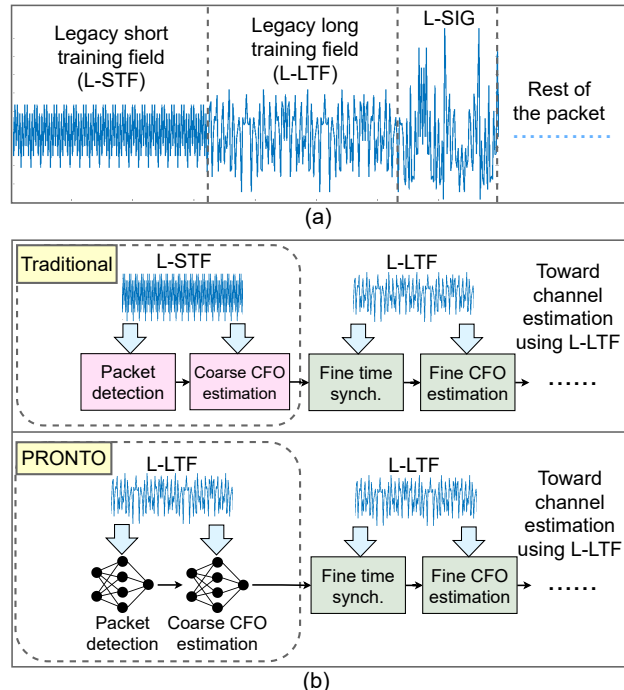 Legacy short
training field
(L-STF)
Legacy long
training field
(L-LTF)
L-SIG
Rest of
the packet
(a)
Traditional
L-STF
L-LTF
Toward
channel
estimation
using L-LTF
Packet
detection
Coarse CFO
estimation
Fine time
synch.
Fine CFO
estimation
......
PRONTO
L-LTF
L-LTF
Toward
channel
estimation
using L-LTF
Packet
detection
Coarse CFO
estimation
Fine time
synch.
Fine CFO
estimation
......
(b)